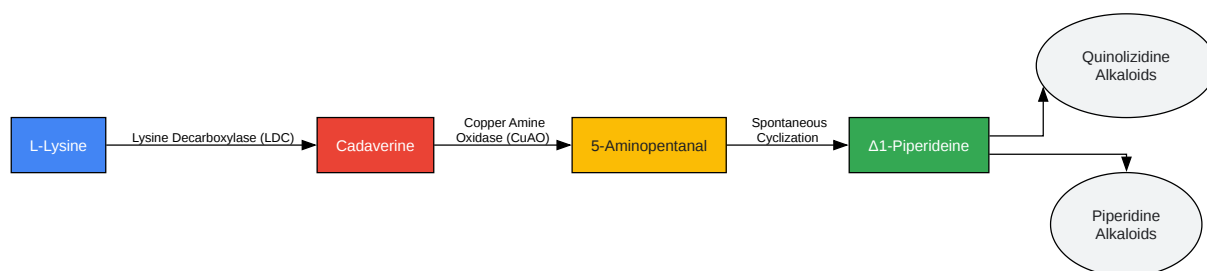 L-Lysine
Lysine Decarboxylase (LDC)
Cadaverine
Copper Amine
Oxidase (CuAO)
5-Aminopentanal
Spontaneous
Cyclization
Δ1-Piperideine
Quinolizidine
Alkaloids
Piperidine
Alkaloids